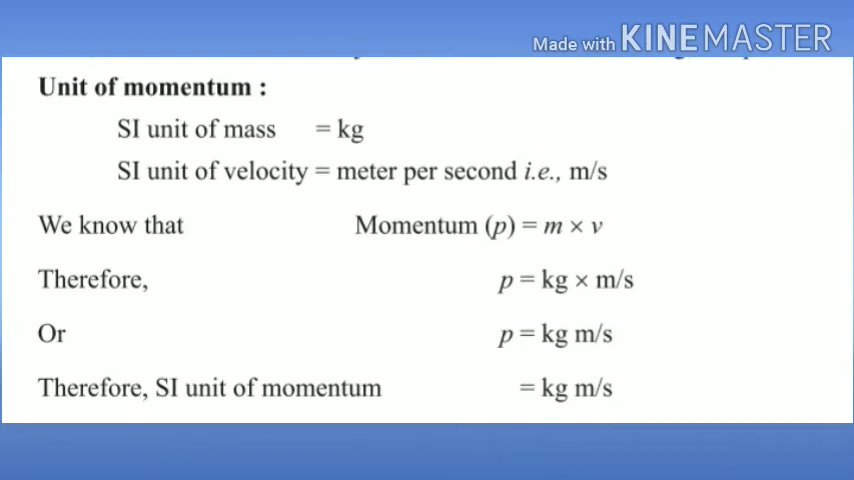 Made with KINEMASTER
Unit of momentum :
SI unit of mass = kg
SI unit of velocity = meter per second i.e., m/s
We know that Momentum (p) = m × v
Therefore, p = kg × m/s
Or p = kg m/s
Therefore, SI unit of momentum = kg m/s